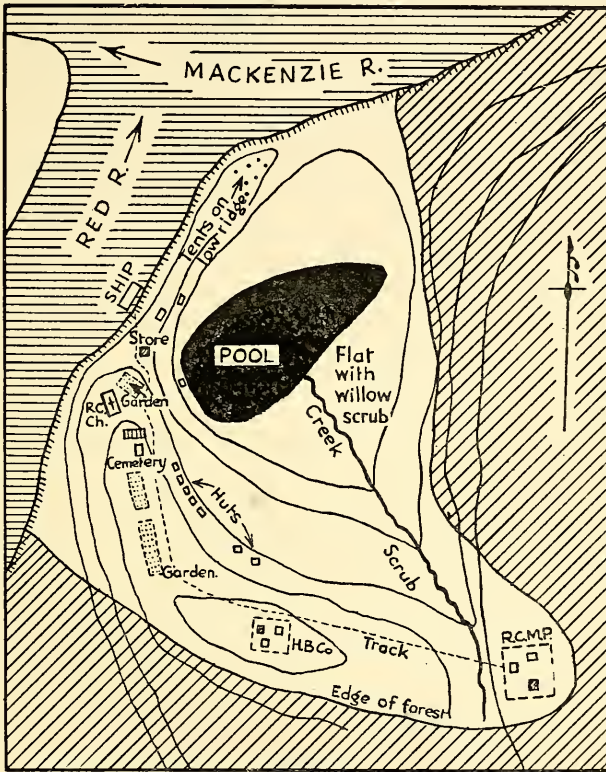 MACKENZIE R.
RED R.
Tents on
low ridge.
SHIP
Store
POOL
Flat
with
willow
scrub
Creek
R.C.
Ch.
Garden
Cemetery
Huts
Garden.
Scrub
H.B.Co
Track
R.C.M.P.
Edge of forest